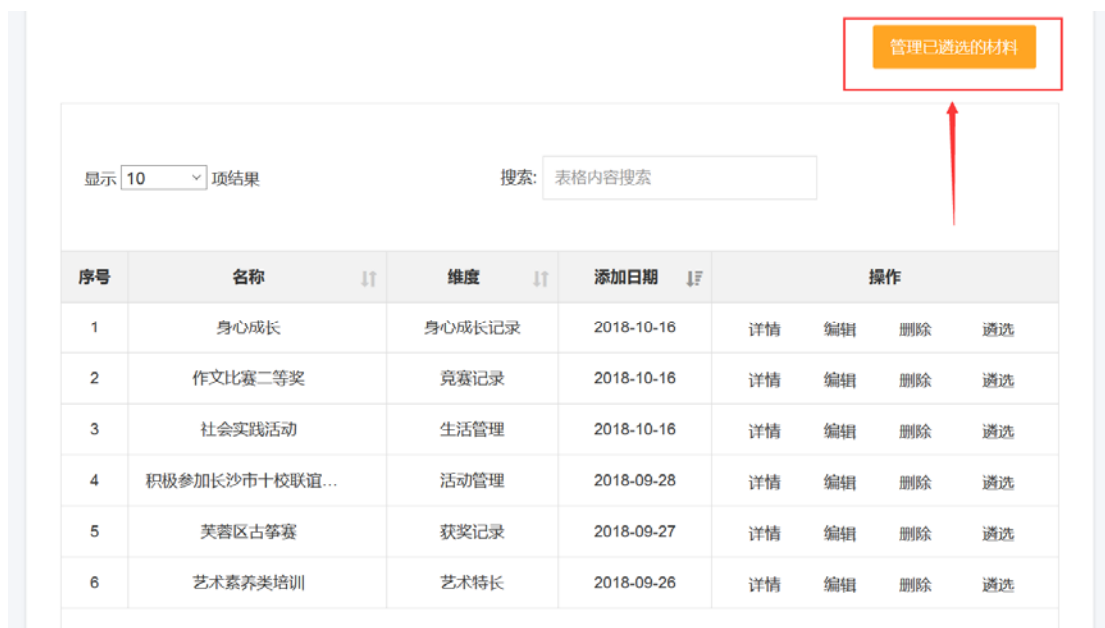 管理已遴选的材料
显示 10 项结果 搜索: 表格内容搜索
序号 名称 维度 添加日期 操作
1 身心成长 身心成长记录 2018-10-16 详情 编辑 删除 遴选
2 作文比赛二等奖 竞赛记录 2018-10-16 详情 编辑 删除 遴选
3 社会实践活动 生活管理 2018-10-16 详情 编辑 删除 遴选
4 积极参加长沙市十校联谊... 活动管理 2018-09-28 详情 编辑 删除 遴选
5 芙蓉区古筝赛 获奖记录 2018-09-27 详情 编辑 删除 遴选
6 艺术素养类培训 艺术特长 2018-09-26 详情 编辑 删除 遴选